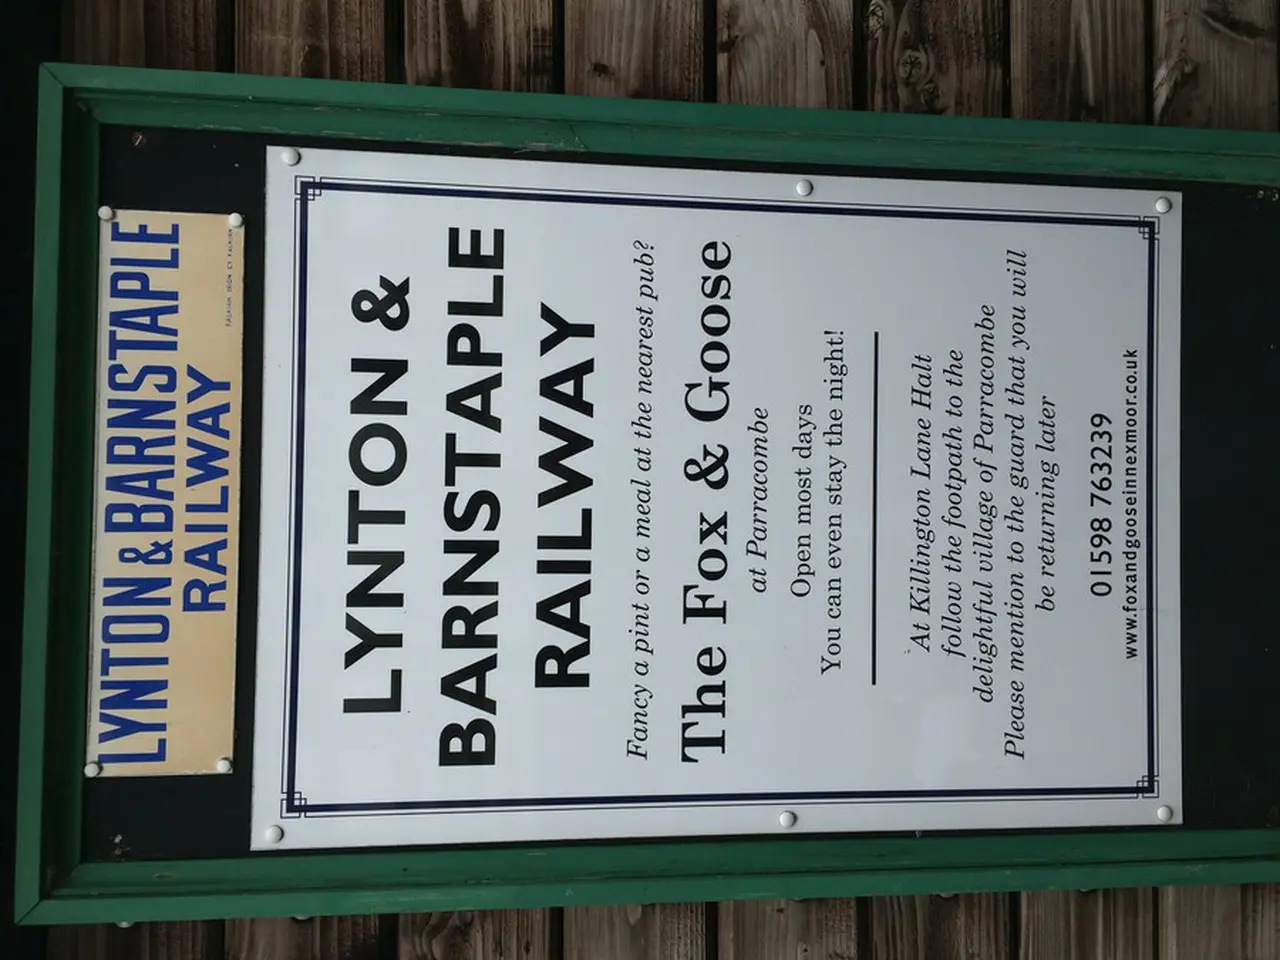 LYNTON & BARNSTAPLE
RAILWAY
LYNTON &
BARNSTAPLE
RAILWAY
Fancy a pint or a meal at the nearest pub?
The Fox & Goose
at Parracombe
Open most days
You can even stay the night!
At Killington Lane Halt
follow the footpath to the
delightful village of Parracombe
Please mention to the guard that you will
be returning later
01598 763239
www.foxandgooseinnexmoor.co.uk